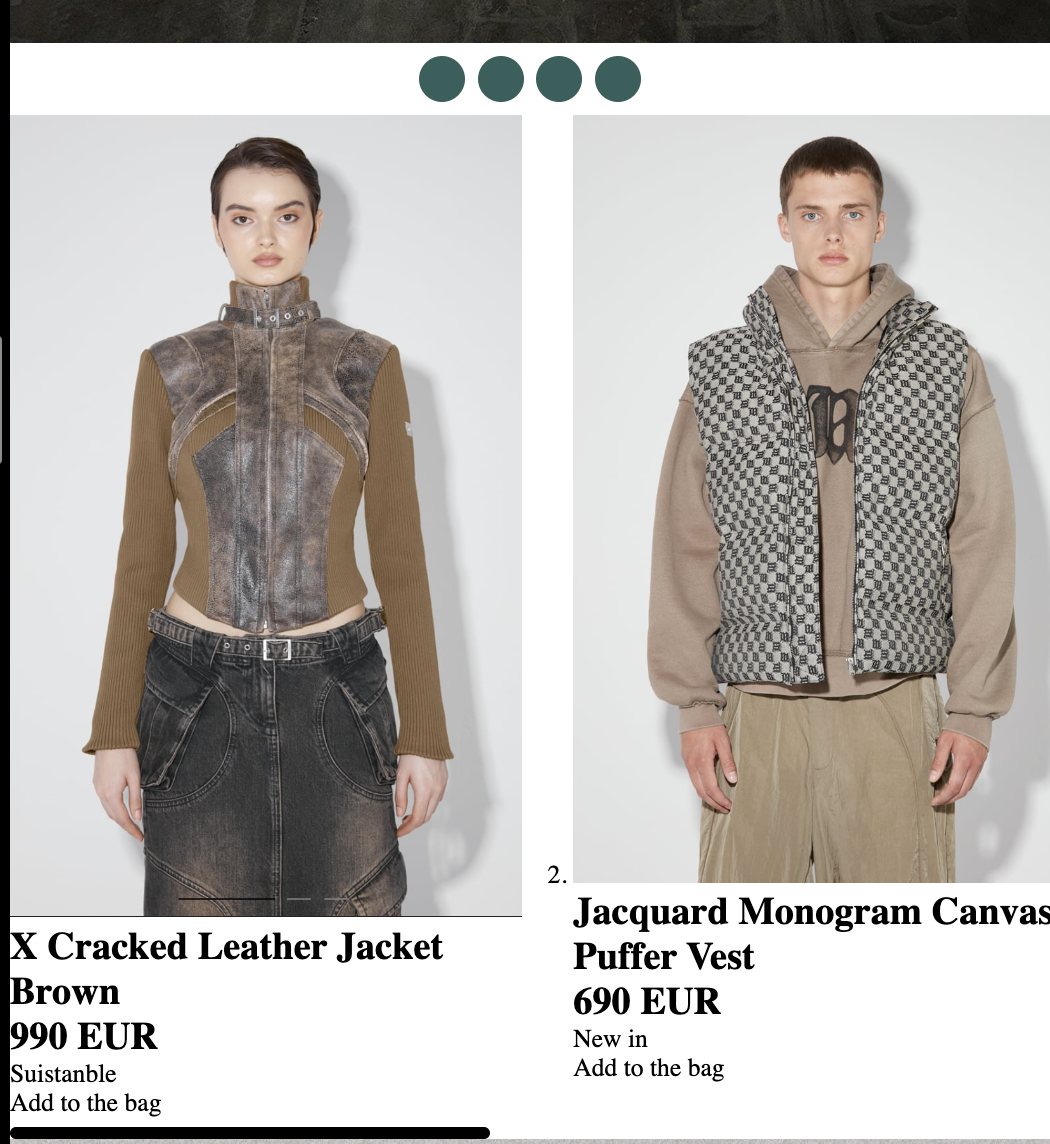 X Cracked Leather Jacket
Brown
990 EUR
Suistanble
Add to the bag
2.
Jacquard Monogram Canvas
Puffer Vest
690 EUR
New in
Add to the bag